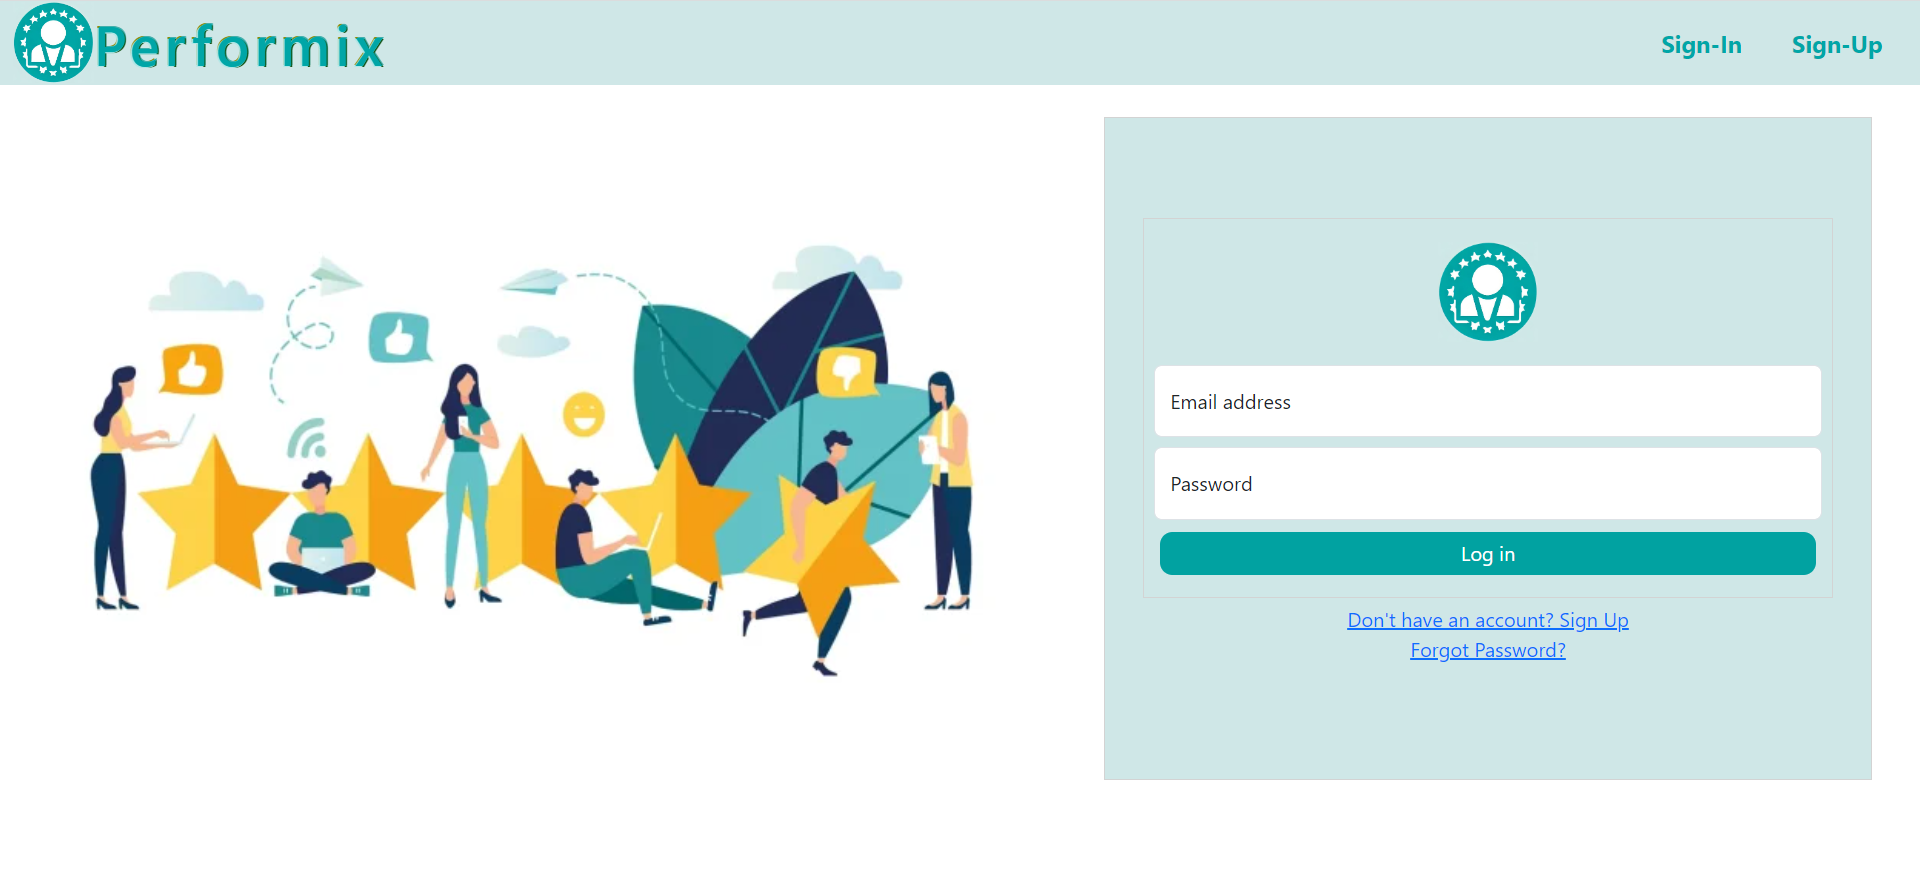 Performix
Sign-In
Sign-Up
Email address
Password
Log in
Don't have an account? Sign Up
Forgot Password?